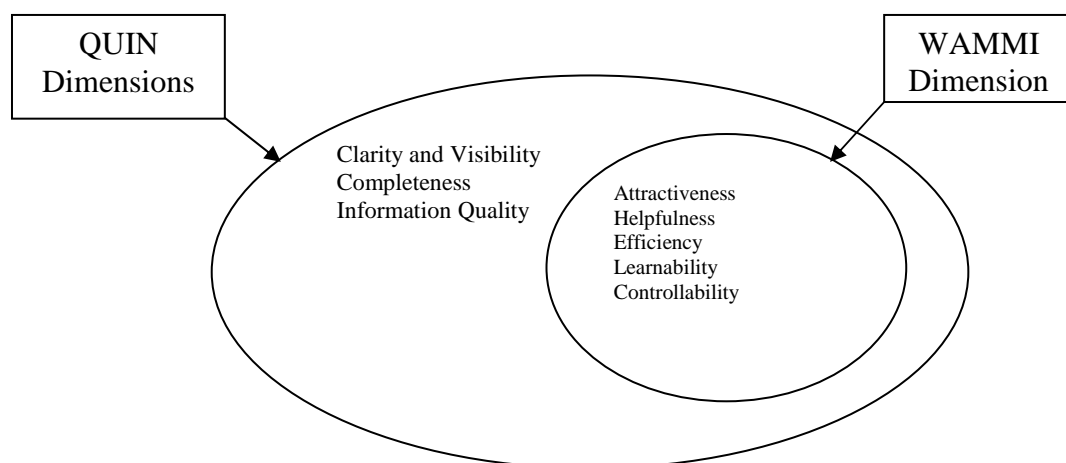 QUIN
Dimensions
WAMMI
Dimension
Clarity and Visibility
Completeness
Information Quality
Attractiveness
Helpfulness
Efficiency
Learnability
Controllability